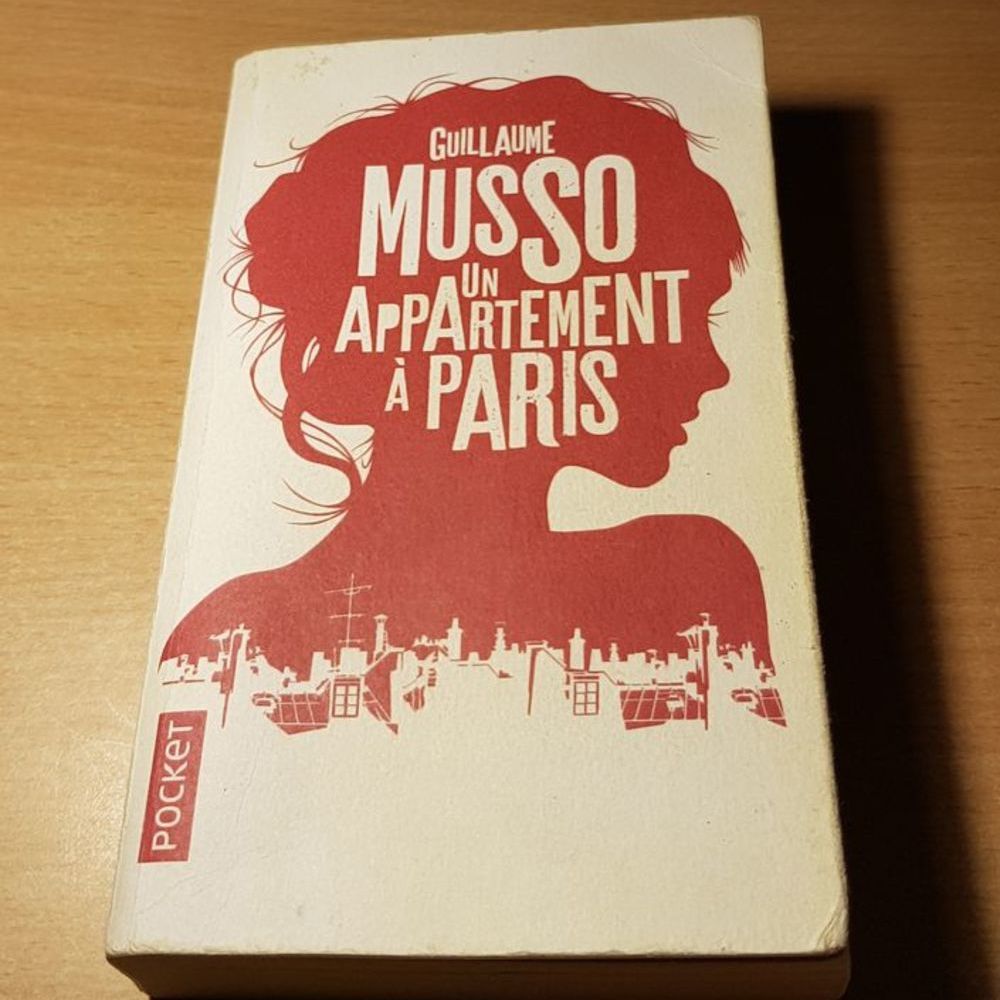 GUILLAUME
MUSSO
UN
APPARTEMENT
À PARIS
POCKET